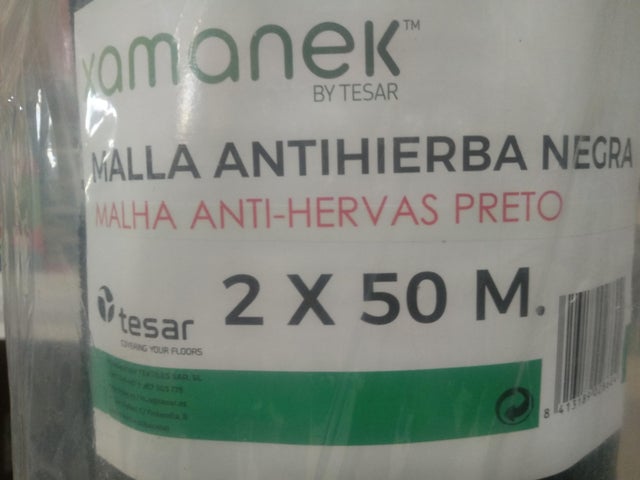 xamanek™
BY TESAR
MALLA ANTIHIERBA NEGRA
MALHA ANTI-HERVAS PRETO
2 X 50 M.
tesar
COVERING YOUR FLOORS